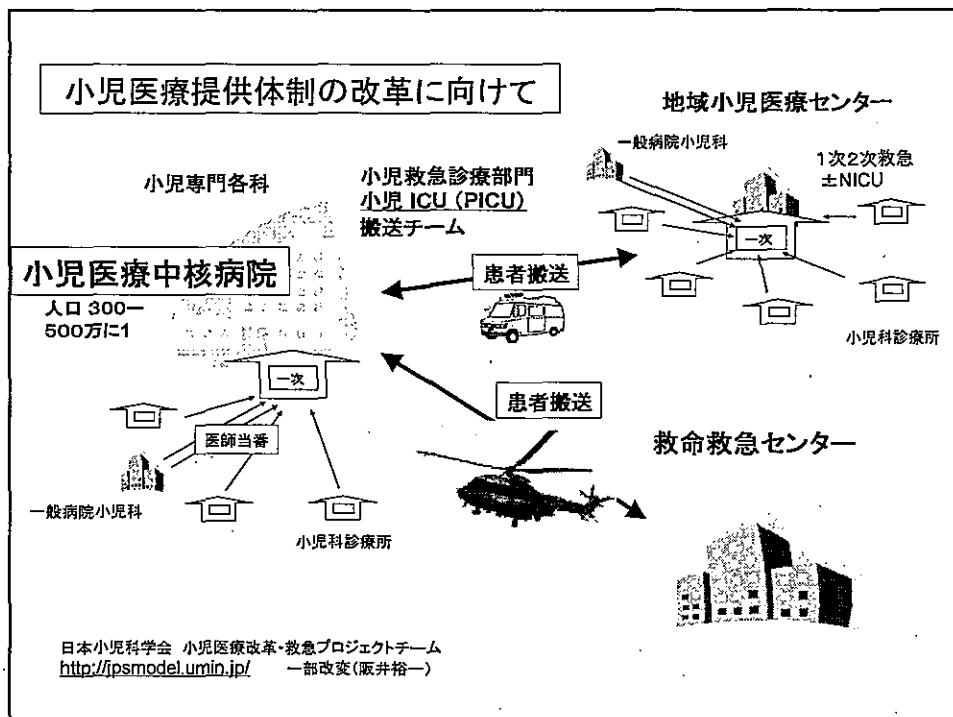 小児医療提供体制の改革に向けて
地域小児医療センター
一般病院小児科
1次2次救急
±NICU
小児専門各科
小児救急診療部門
小児 ICU (PICU)
搬送チーム
一次
小児医療中核病院
人口 300ー
500万に1
患者搬送
小児科診療所
一次
患者搬送
医師当番
救命救急センター
一般病院小児科
小児科診療所
日本小児科学会 小児医療改革・救急プロジェクトチーム
http://jpsmodel.umin.jp/ 一部改変(阪井裕一)